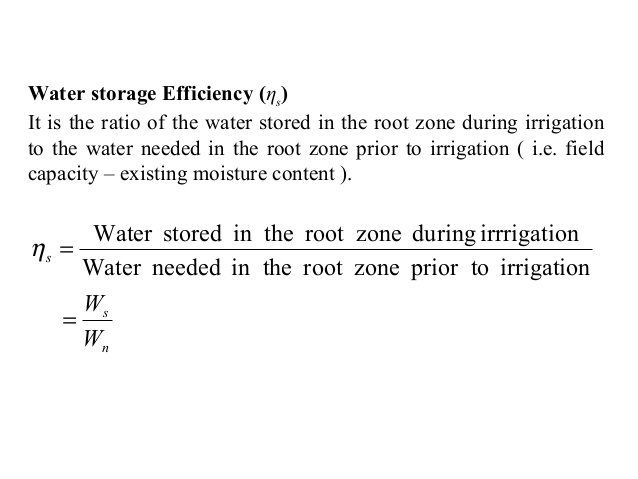 Water storage Efficiency (ηs)
It is the ratio of the water stored in the root zone during irrigation
to the water needed in the root zone prior to irrigation ( i.e. field
capacity – existing moisture content ).
ηs = Water stored in the root zone during irrrigation
Water needed in the root zone prior to irrigation
= Ws
Wn